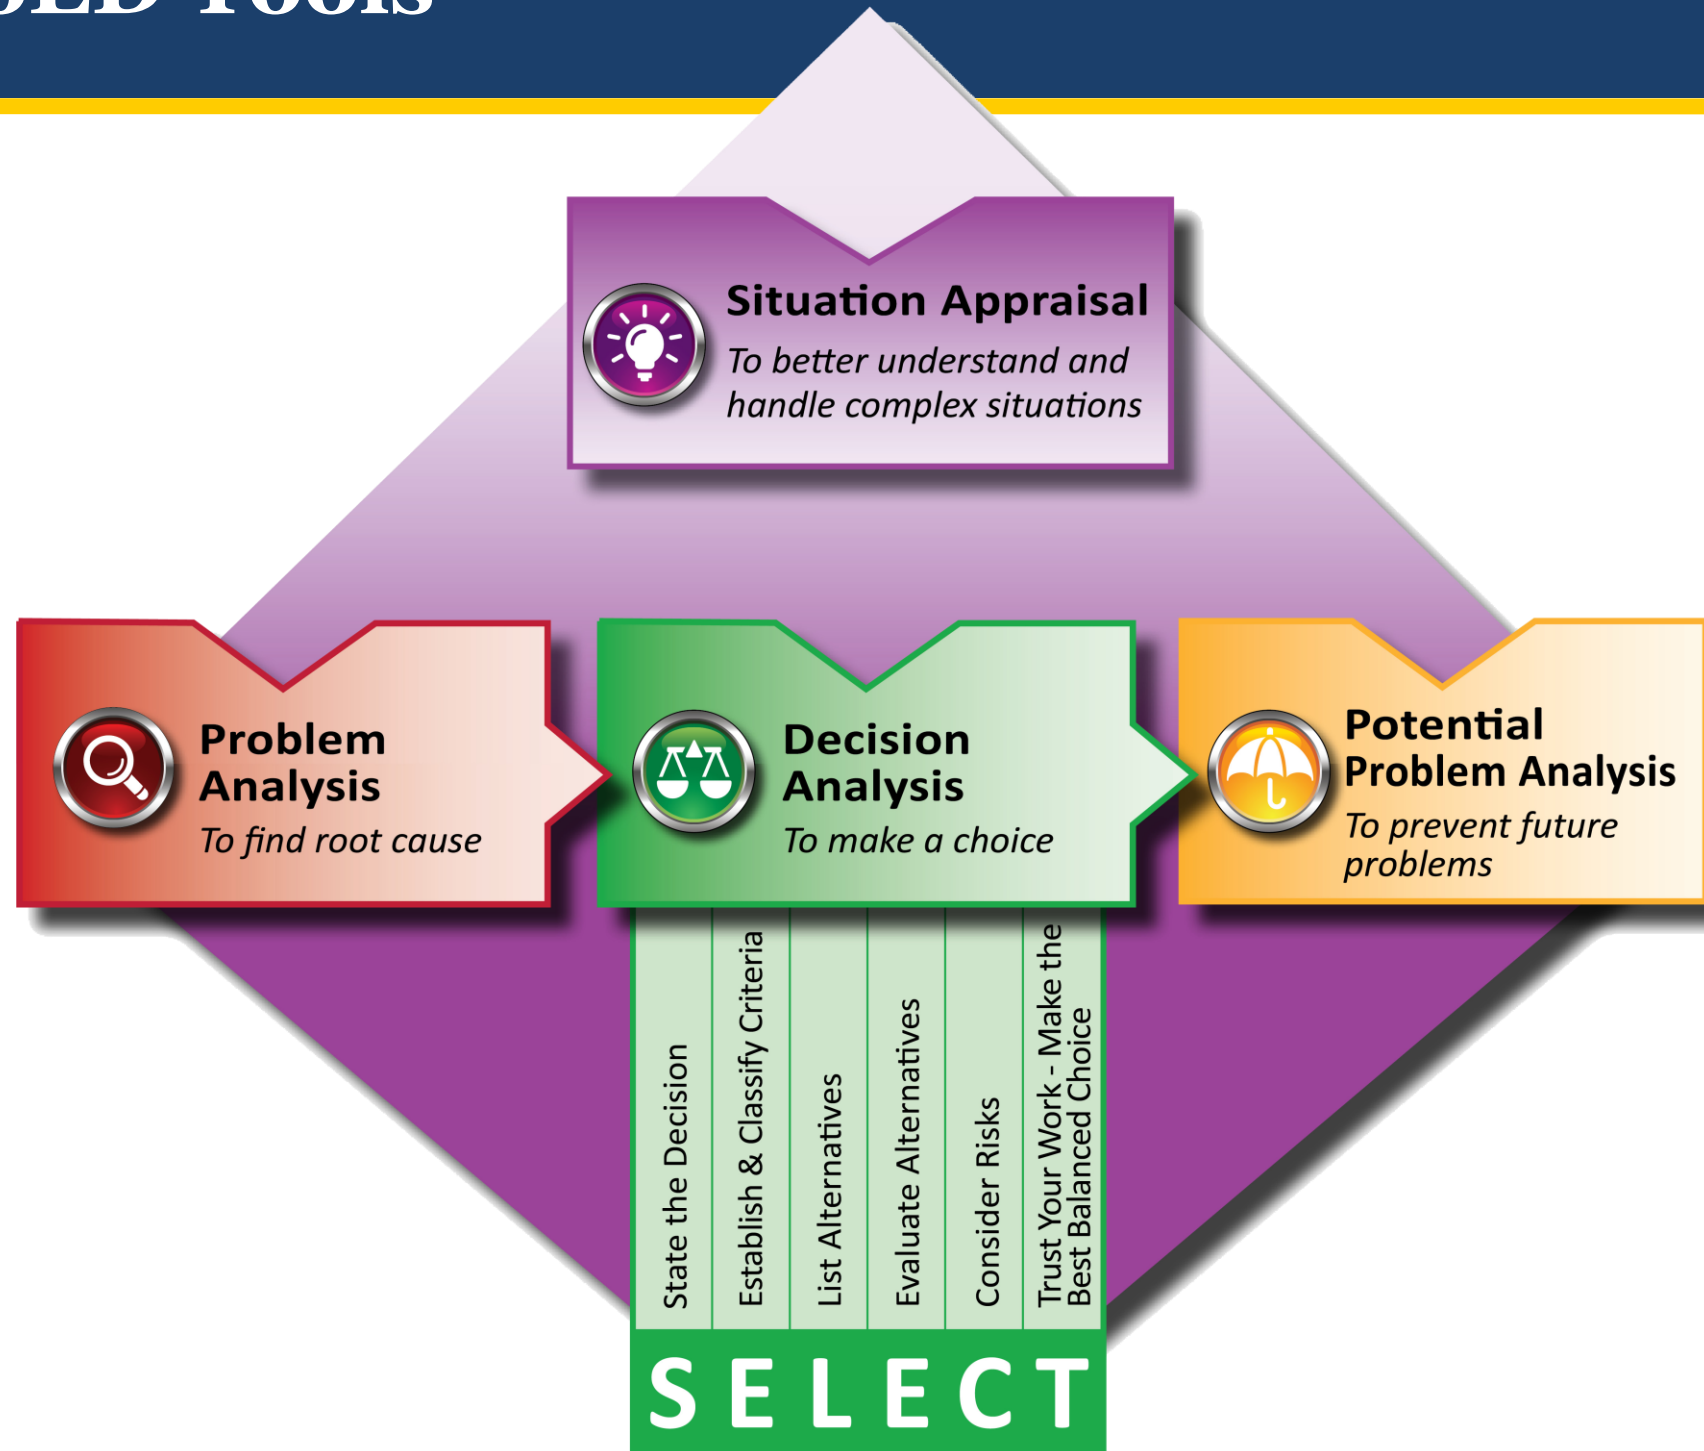 Tools
Situation Appraisal
To better understand and
handle complex situations
Problem
Analysis
To find root cause
Decision
Analysis
To make a choice
Potential
Problem Analysis
To prevent future
problems
State the Decision
Establish & Classify Criteria
List Alternatives
Evaluate Alternatives
Consider Risks
Trust Your Work - Make the
Best Balanced Choice
SELECT